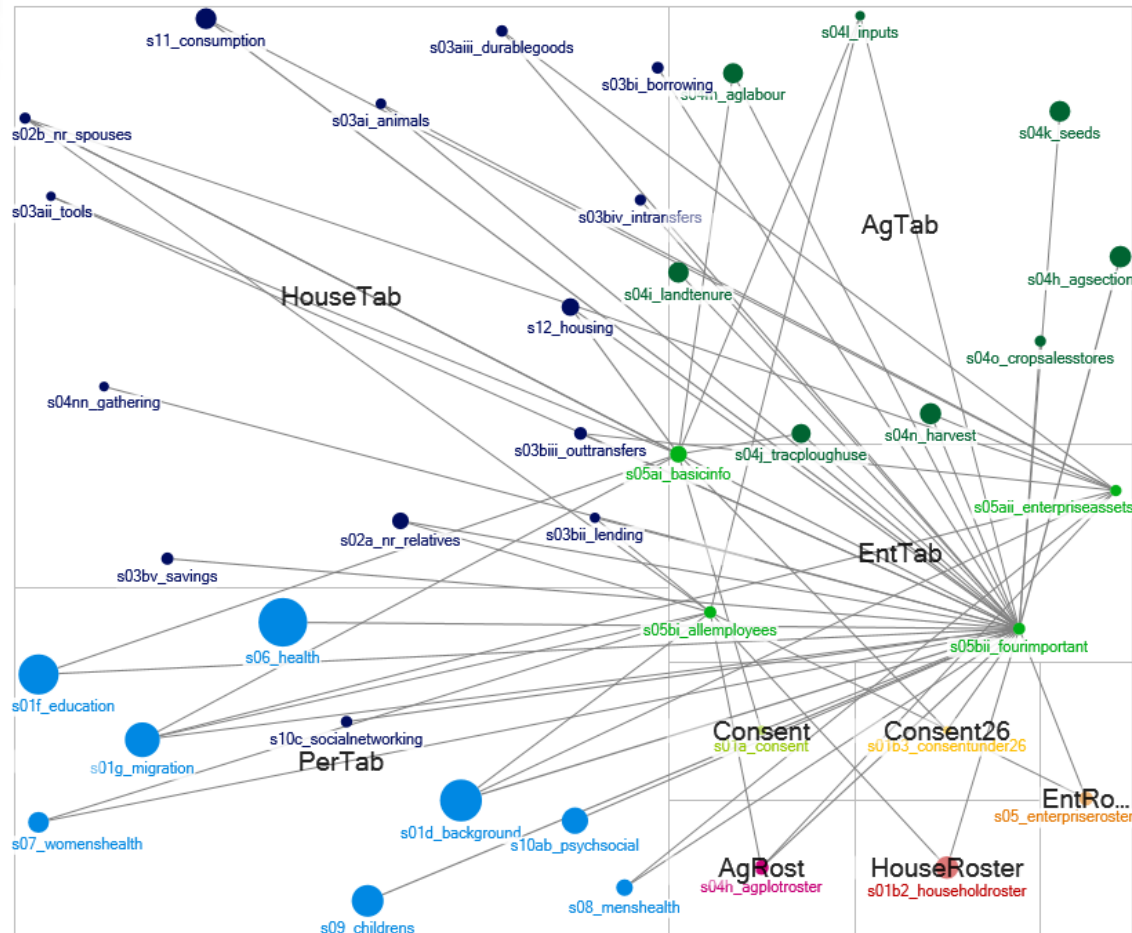 s11_consumption
s03aiii_durablegoods
s04l_inputs
s03bi_borrowing
s04m_aglabour
s03ai_animals
s02b_nr_spouses
s04k_seeds
s03aii_tools
s03biv_intransfers
AgTab
s04h_agsection
HouseTab
s04i_landtenure
s12_housing
s04o_cropsalesstores
s04nn_gathering
s03biii_outtransfers
s04j_tracploughuse
s04n_harvest
s05ai_basicinfo
s05aii_enterpriseassets
s02a_nr_relatives
s03bii_lending
EntTab
s03bv_savings
s05bi_allemployees
s05bii_fourimportant
s06_health
s01f_education
s10c_socialnetworking
Consent
s01a_consent
Consent26
s01b3_consentunder26
s01g_migration
PerTab
EntRo...
s05_enterpriseroster
s07_womenshealth
s01d_background
s10ab_psychsocial
AgRost
s04h_agplotroster
HouseRoster
s01b2_householdroster
s08_menshealth
s09_childrens